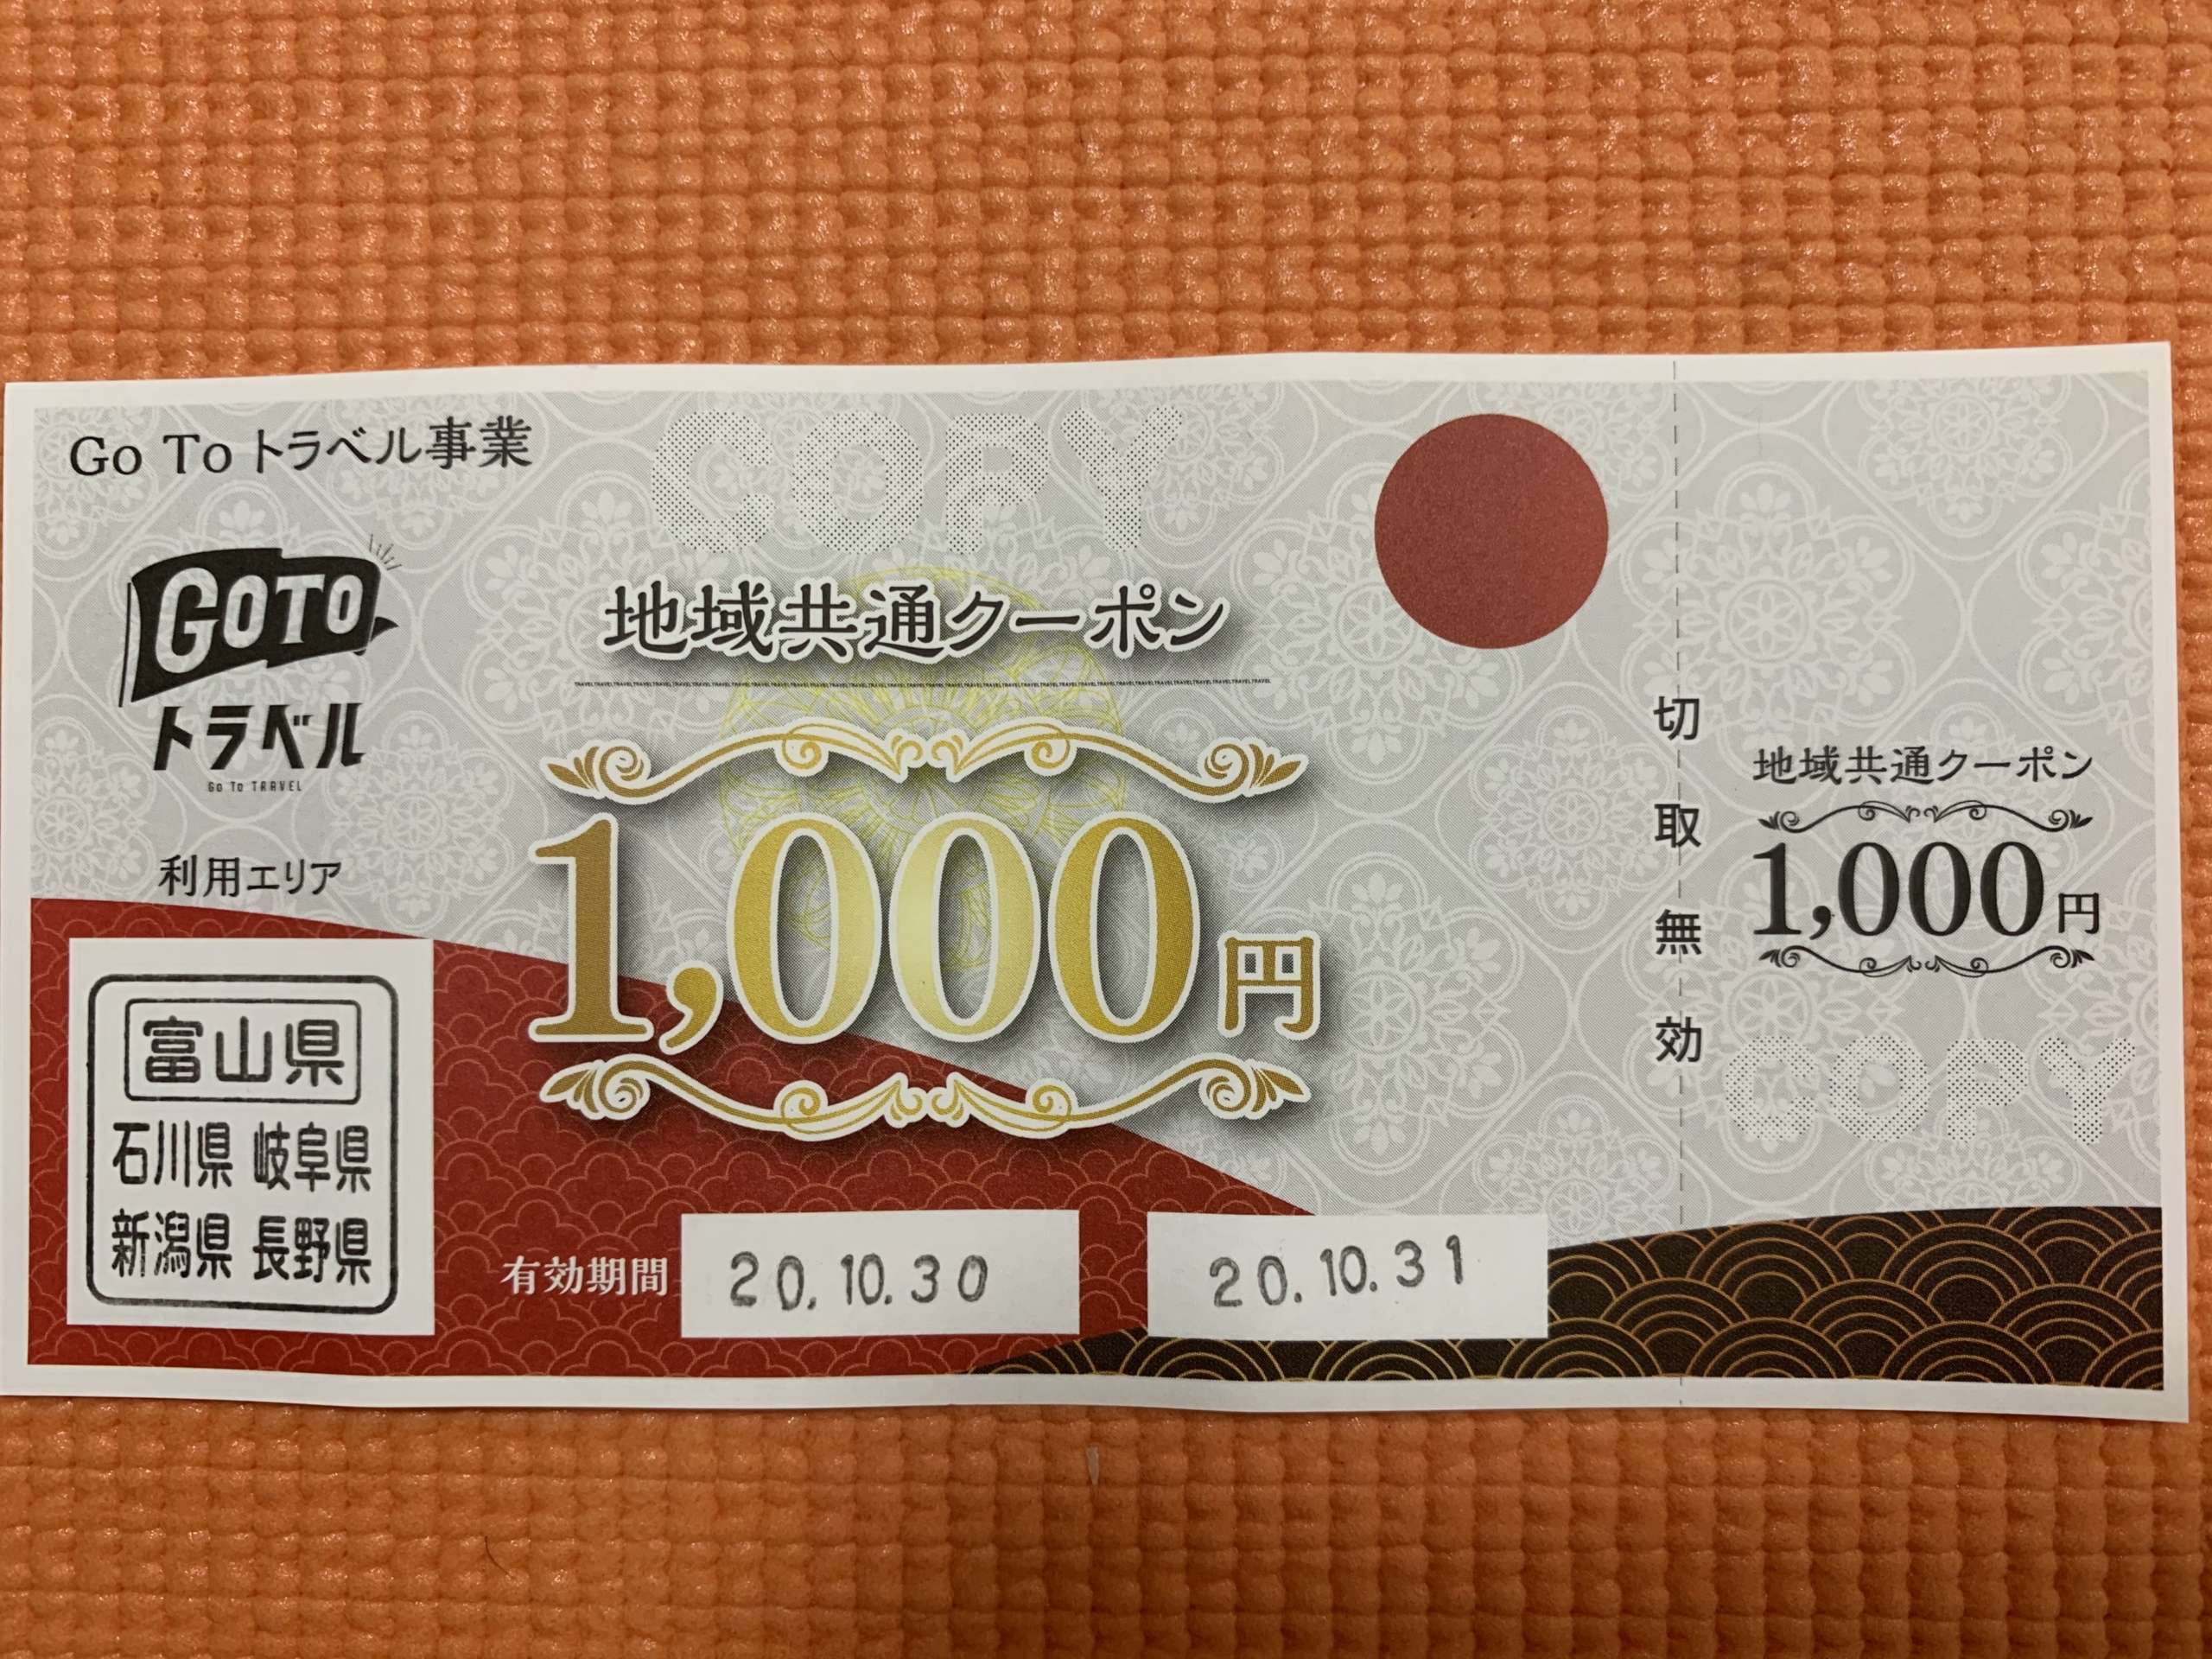 Go To トラベル事業
COPY
GOTO
トラベル
Go To TRAVEL
地域共通クーポン
TRAVELTRAVELTRAVELTRAVELTRAVELTRAVELTRAVELTRAVELTRAVELTRAVELTRAVELTRAVELTRAVELTRAVELTRAVELTRAVELTRAVELTRAVELTRAVELTRAVELTRAVEL
1,000円
利用エリア
富山県
石川県 岐阜県
新潟県 長野県
有効期間
20.10.30
20.10.31
切取無効
地域共通クーポン
1,000円
COPY